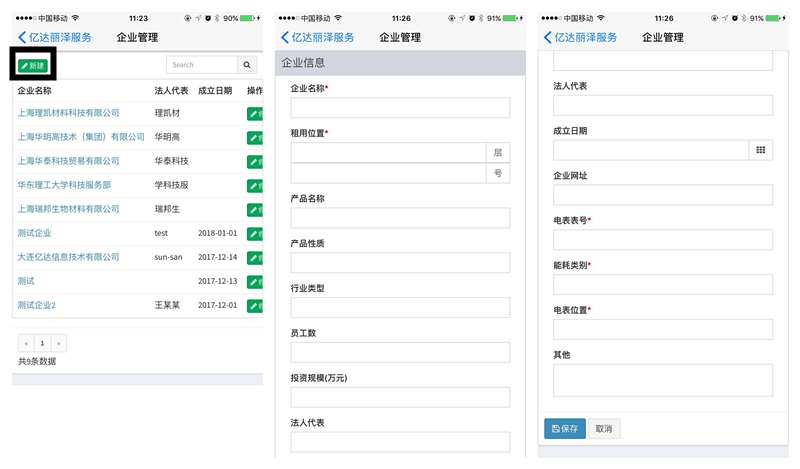 中国移动 11:23 90%
亿达丽泽服务 企业管理
新建 Search
企业名称 法人代表 成立日期 操作
上海理凯材料科技有限公司 理凯材
上海华明高技术（集团）有限公司 华明高
上海华泰科技贸易有限公司 华泰科技
华东理工大学科技服务部 学科技服
上海瑞邦生物材料有限公司 瑞邦生
测试企业 test 2018-01-01
大连亿达信息技术有限公司 sun-san 2017-12-14
测试 2017-12-13
测试企业2 王某某 2017-12-01
« 1 »
共9条数据
中国移动 11:26 91%
亿达丽泽服务 企业管理
企业信息
企业名称*
租用位置*
层
号
产品名称
产品性质
行业类型
员工数
投资规模(万元)
法人代表
中国移动 11:26 91%
亿达丽泽服务 企业管理
法人代表
成立日期
企业网址
电表表号*
能耗类别*
电表位置*
其他
保存 取消